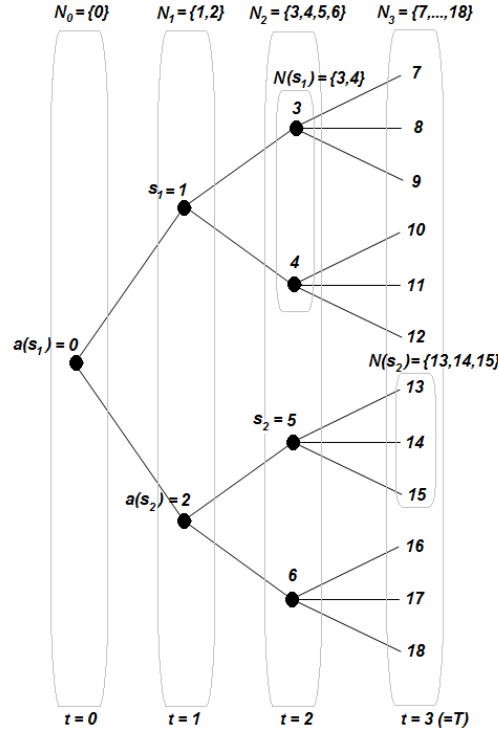 N₀ = {0} N₁ = {1,2} N₂ = {3,4,5,6} N₃ = {7,...,18}
7
N(s₁) = {3,4}
3
8
s₁ = 1
9
10
4
11
a(s₁) = 0
12
N(s₂) = {13,14,15}
13
s₂ = 5
14
15
a(s₂) = 2
16
6
17
18
t = 0 t = 1 t = 2 t = 3 (=T)